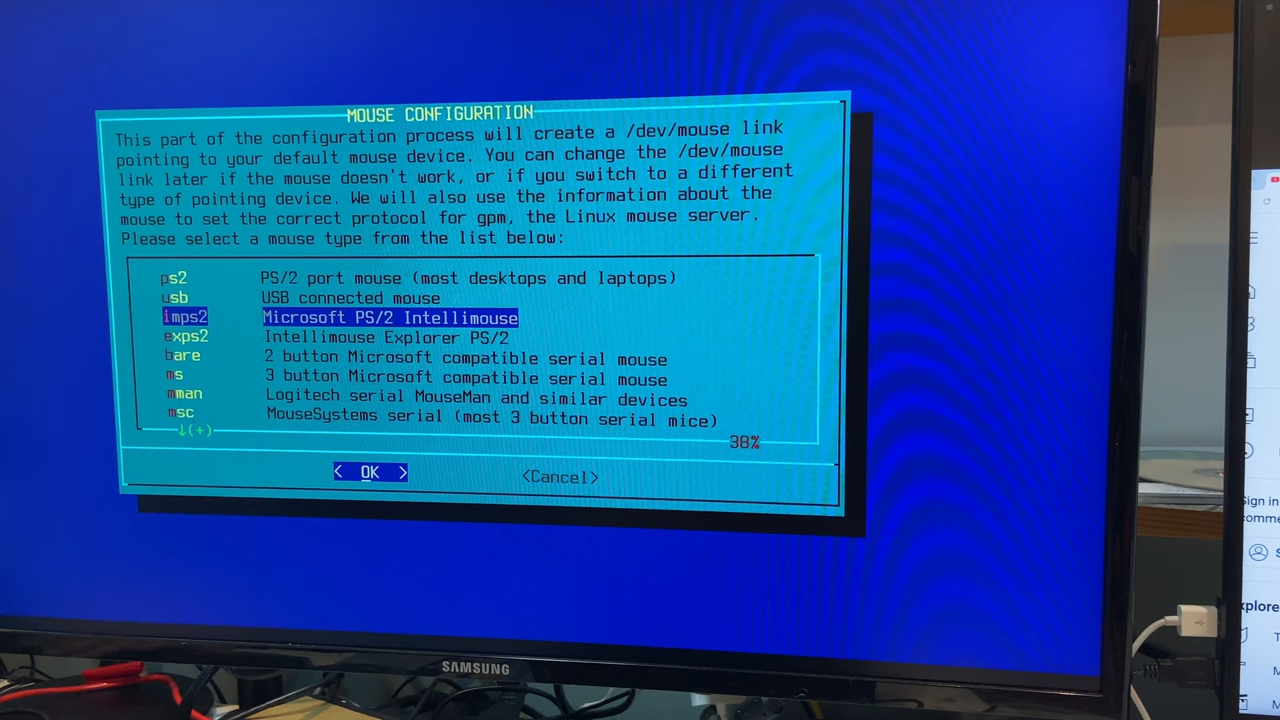 MOUSE CONFIGURATION
This part of the configuration process will create a /dev/mouse link
pointing to your default mouse device. You can change the /dev/mouse
link later if the mouse doesn't work, or if you switch to a different
type of pointing device. We will also use the information about the
mouse to set the correct protocol for gpm, the Linux mouse server.
Please select a mouse type from the list below:
ps2 PS/2 port mouse (most desktops and laptops)
usb USB connected mouse
imps2 Microsoft PS/2 Intellimouse
exps2 Intellimouse Explorer PS/2
bare 2 button Microsoft compatible serial mouse
ms 3 button Microsoft compatible serial mouse
mman Logitech serial MouseMan and similar devices
msc MouseSystems serial (most 3 button serial mice)
↓(+) 38%
< OK > <Cancel>
SAMSUNG
Sign in
comme
S
xplore
T
M
M